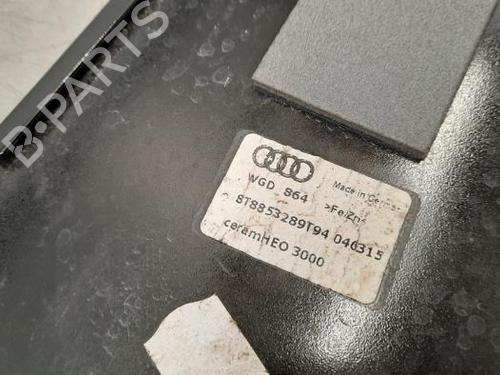 B-PARTS
Made in Germany
WGD 864 >Fe/Zn<
8T8853289T94 040315
ceramHEO 3000